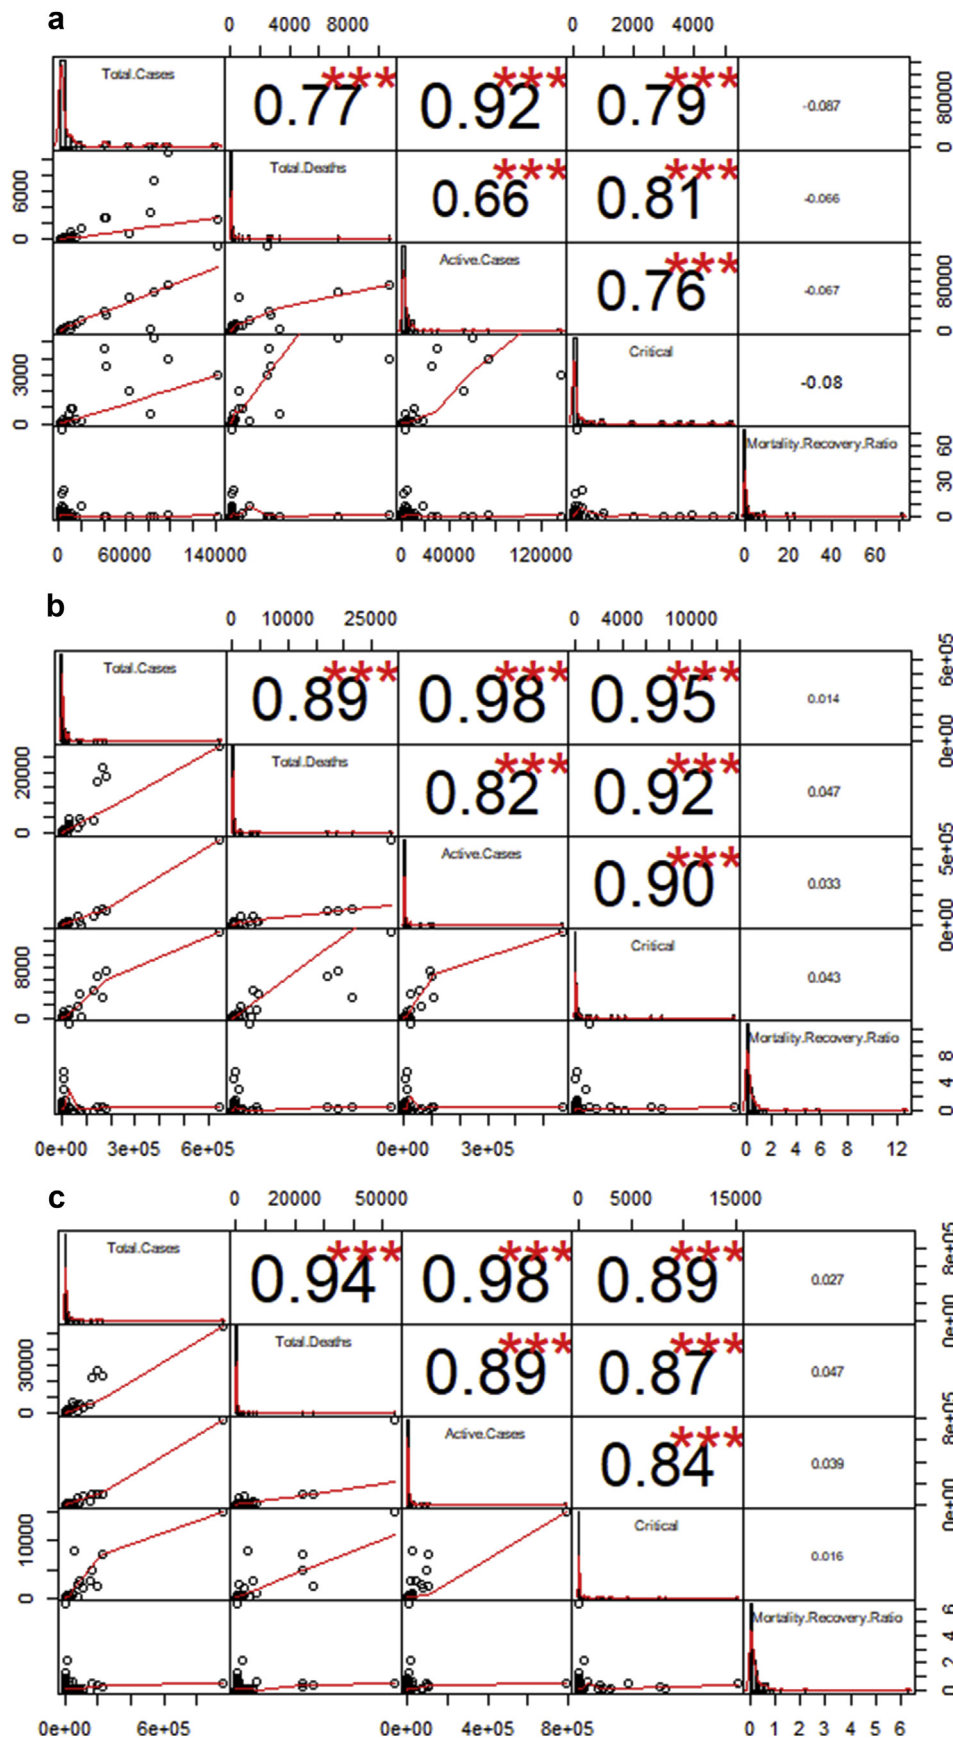 a
0 4000 8000 0 2000 4000
Total.Cases 0.77 *** 0.92 *** 0.79 *** -0.087
0 80000
Total.Deaths 0.66 *** 0.81 *** -0.066
0 6000
Active.Cases 0.76 *** -0.067
0 80000
Critical -0.08
0 3000
Mortality.Recovery.Ratio
0 30 60
0 60000 140000 0 40000 120000 0 20 40 60
b
0 10000 25000 0 4000 10000
Total.Cases 0.89 *** 0.98 *** 0.95 *** 0.014
0e+00 6e+05
Total.Deaths 0.82 *** 0.92 *** 0.047
0 20000
Active.Cases 0.90 *** 0.033
0e+00 5e+05
Critical 0.043
0 8000
Mortality.Recovery.Ratio
0 4 8
0e+00 3e+05 6e+05 0e+00 3e+05 0 2 4 6 8 12
c
0 20000 50000 0 5000 15000
Total.Cases 0.94 *** 0.98 *** 0.89 *** 0.027
0e+00 8e+05
Total.Deaths 0.89 *** 0.87 *** 0.047
0 30000
Active.Cases 0.84 *** 0.039
0e+00 8e+05
Critical 0.016
0 10000
Mortality.Recovery.Ratio
0 2 4 6
0e+00 6e+05 0e+00 4e+05 8e+05 0 1 2 3 4 5 6